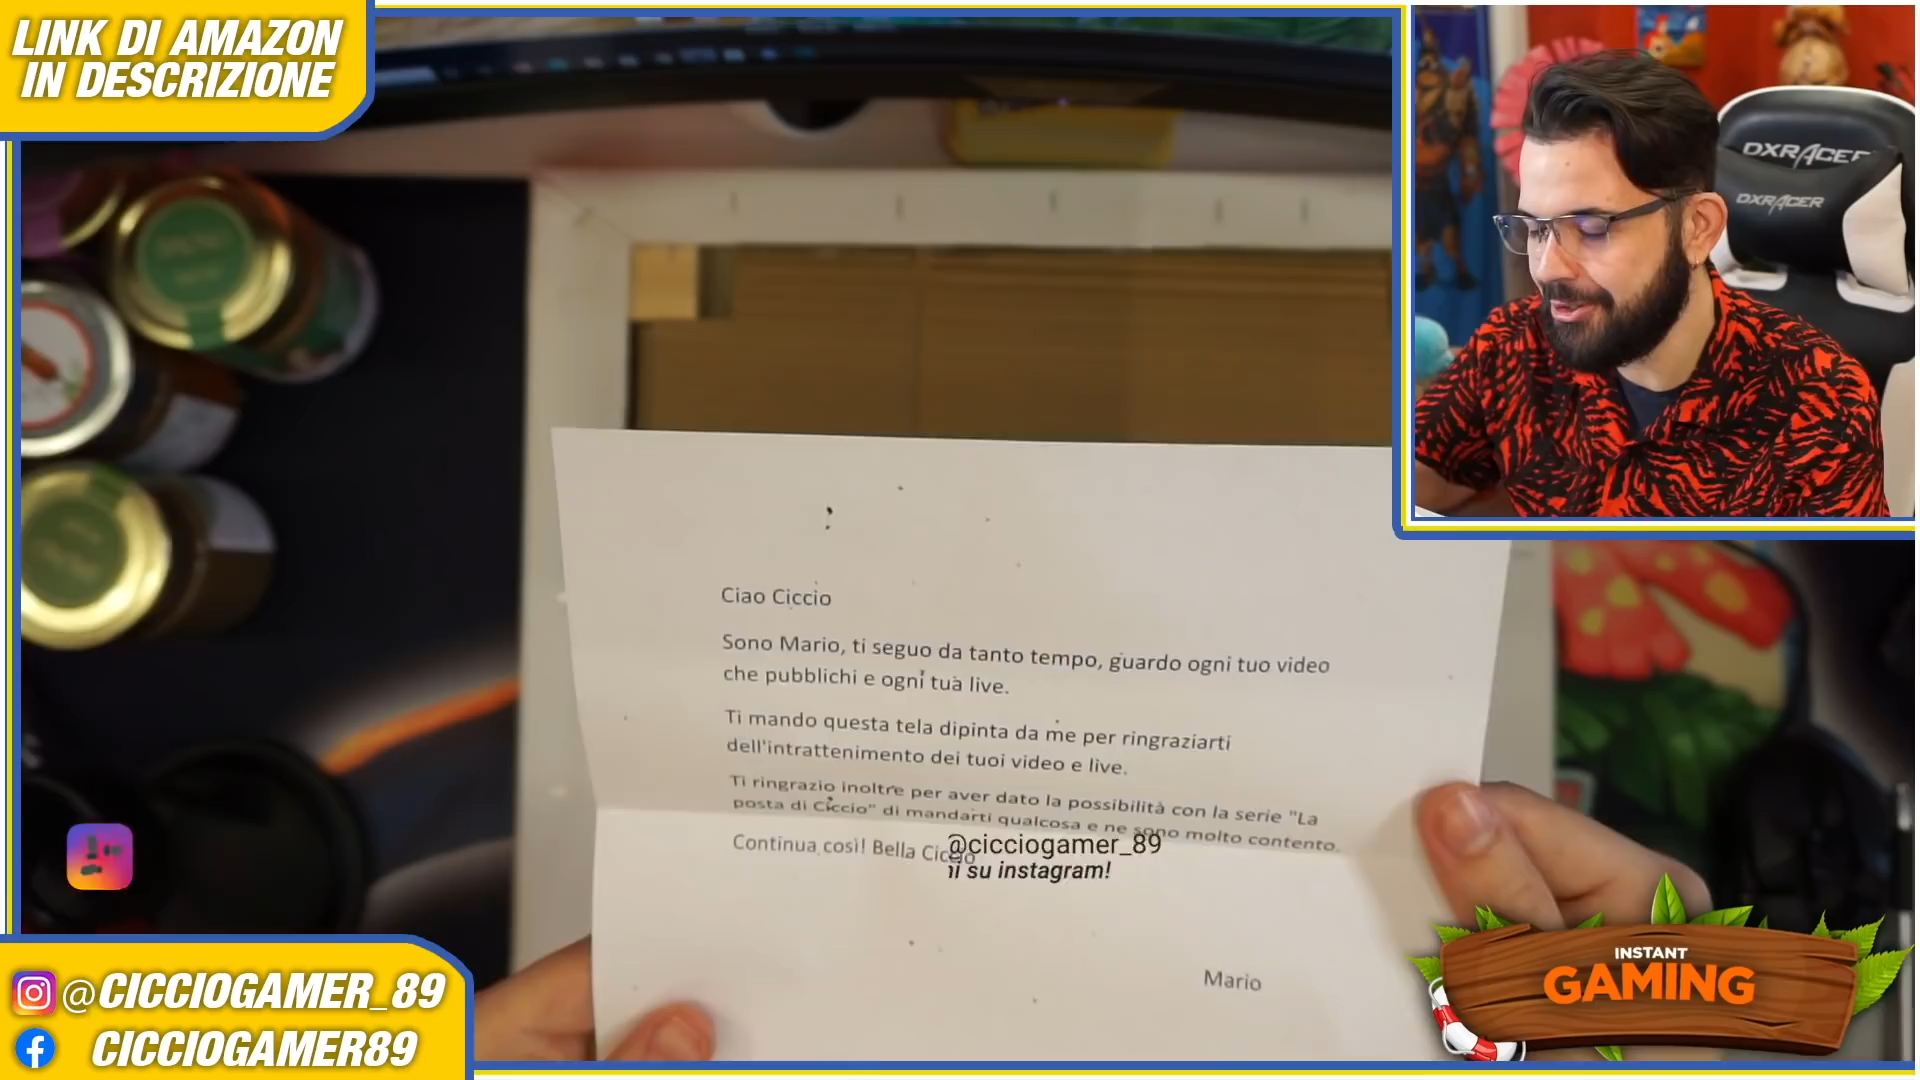 LINK DI AMAZON
IN DESCRIZIONE
DXRACER
DXRACER
Ciao Ciccio
Sono Mario, ti seguo da tanto tempo, guardo ogni tuo video
che pubblichi e ogni tua live.
Ti mando questa tela dipinta da me per ringraziarti
dell'intrattenimento dei tuoi video e live.
Ti ringrazio inoltre per aver dato la possibilità con la serie "La
posta di Ciccio" di mandarti qualcosa e ne sono molto contento.
Continua così! Bella Ciccio
@cicciogamer_89
su instagram!
Mario
INSTANT
GAMING
@CICCIOGAMER_89
CICCIOGAMER89